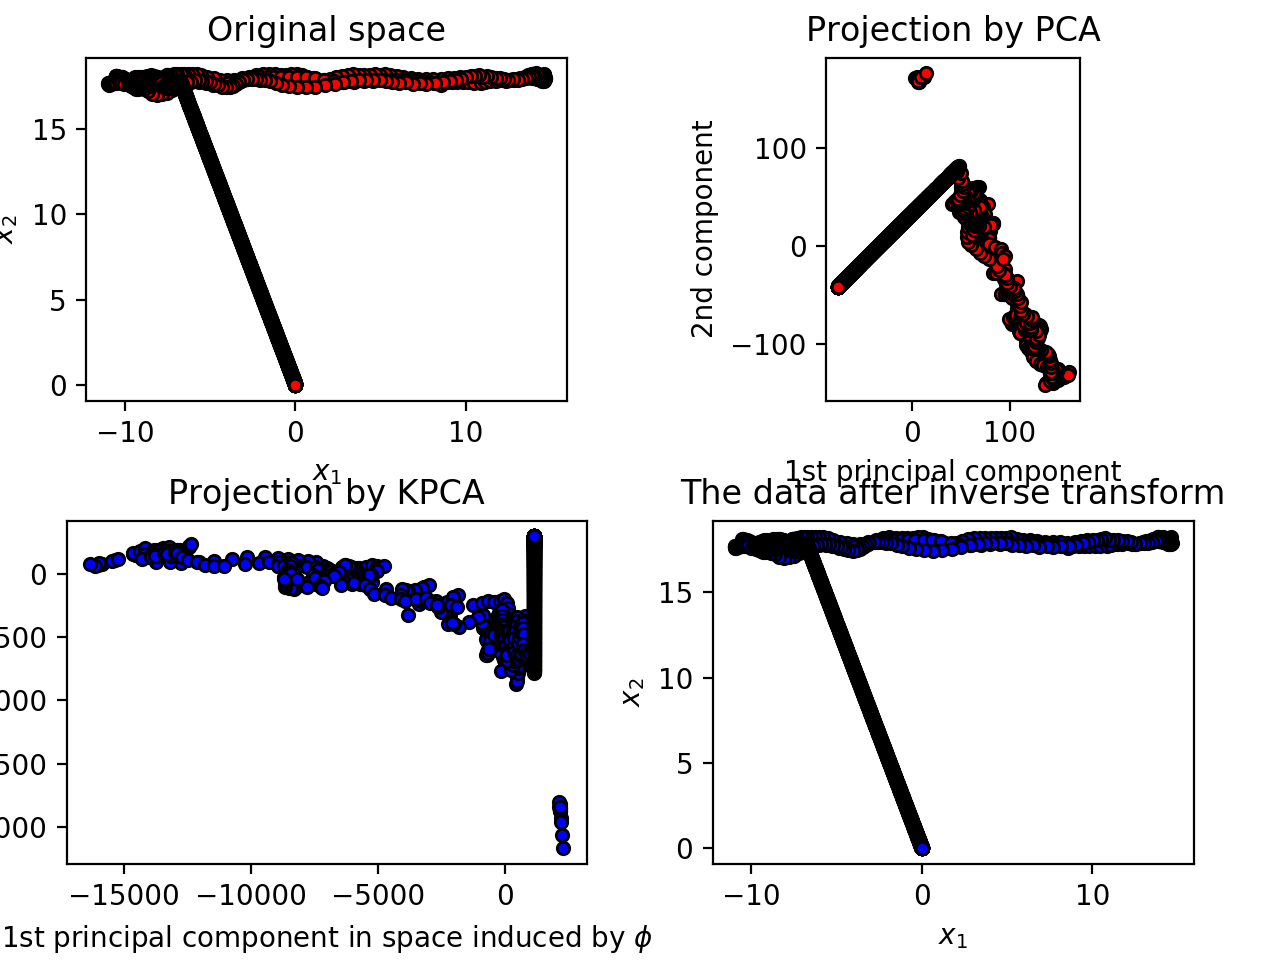 Original space
15
10
5
0
x₂
−10 0 10
x₁
Projection by PCA
100
0
−100
2nd component
0 100
1st principal component
Projection by KPCA
0
500
000
500
000
−15000 −10000 −5000 0
1st principal component in space induced by ϕ
The data after inverse transform
15
10
5
0
x₂
−10 0 10
x₁